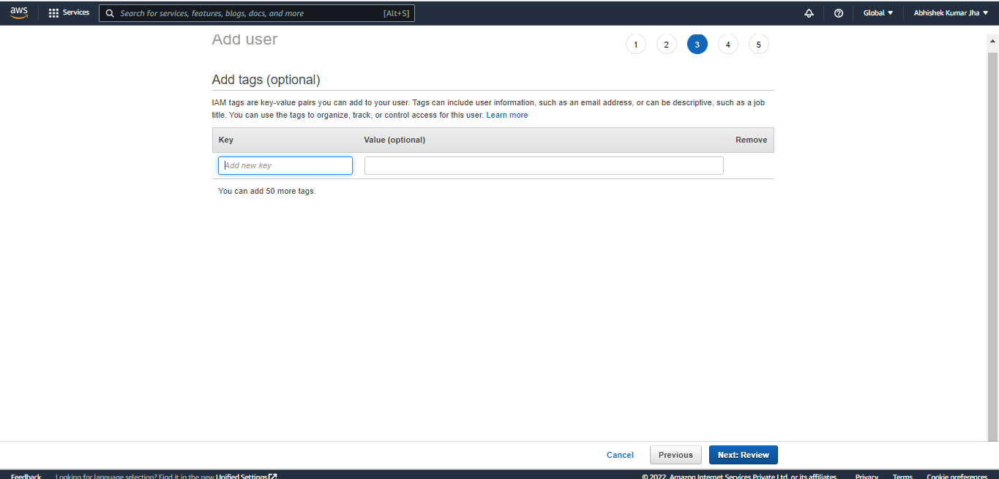 aws Services Search for services, features, blogs, docs, and more [Alt+S] Global ▼ Abhishek Kumar Jha ▼
Add user 1 2 3 4 5
Add tags (optional)
IAM tags are key-value pairs you can add to your user. Tags can include user information, such as an email address, or can be descriptive, such as a job
title. You can use the tags to organize, track, or control access for this user. Learn more
Key Value (optional) Remove
Add new key
You can add 50 more tags.
Cancel Previous Next: Review
Feedback Looking for language selection? Find it in the new Unified Settings © 2022, Amazon Internet Services Private Ltd. or its affiliates. Privacy Terms Cookie preferences